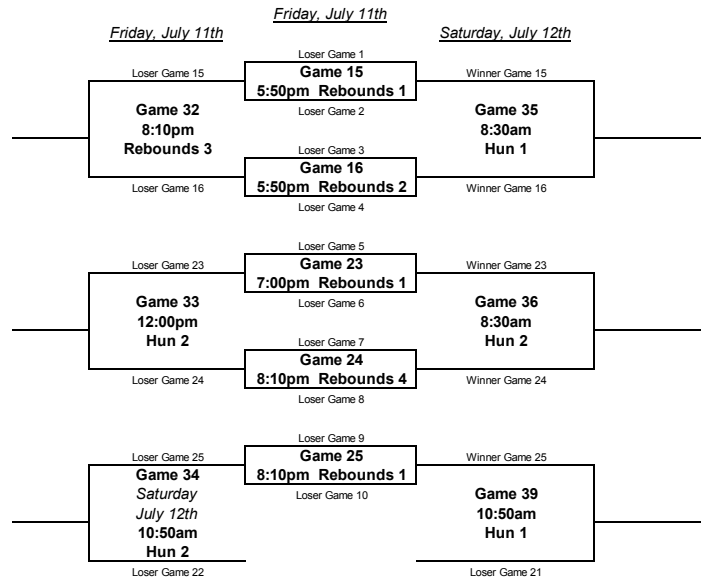 Friday, July 11th
Friday, July 11th
Saturday, July 12th
Loser Game 1
Loser Game 15
Game 15
Winner Game 15
5:50pm Rebounds 1
Game 32
Loser Game 2
Game 35
8:10pm
8:30am
Rebounds 3
Loser Game 3
Hun 1
Game 16
Loser Game 16
5:50pm Rebounds 2
Winner Game 16
Loser Game 4
Loser Game 5
Loser Game 23
Game 23
Winner Game 23
7:00pm Rebounds 1
Game 33
Loser Game 6
Game 36
12:00pm
8:30am
Hun 2
Loser Game 7
Hun 2
Game 24
Loser Game 24
8:10pm Rebounds 4
Winner Game 24
Loser Game 8
Loser Game 9
Loser Game 25
Game 25
Winner Game 25
Game 34
8:10pm Rebounds 1
Saturday
Loser Game 10
Game 39
July 12th
10:50am
10:50am
Hun 1
Hun 2
Loser Game 22
Loser Game 21